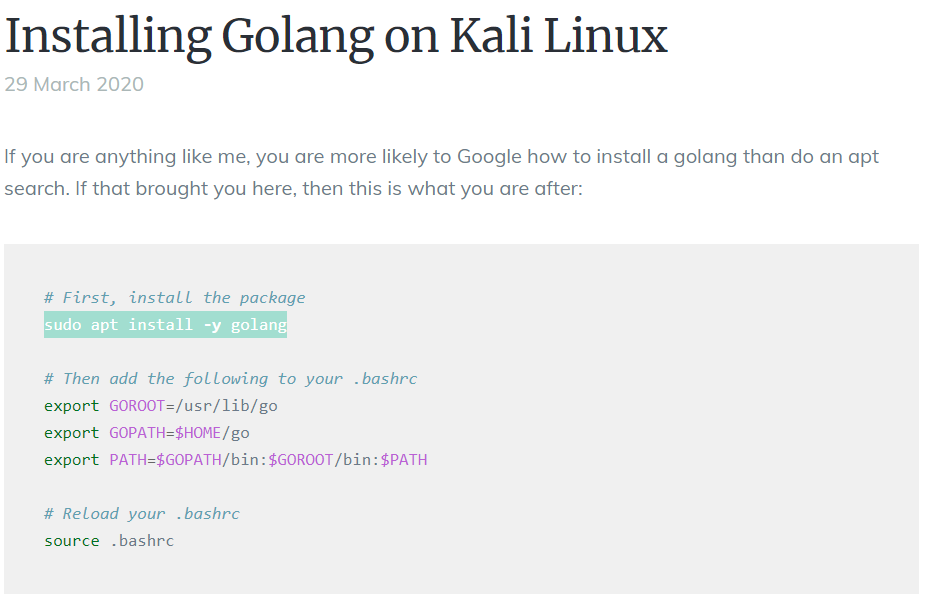 Installing Golang on Kali Linux
29 March 2020
If you are anything like me, you are more likely to Google how to install a golang than do an apt
search. If that brought you here, then this is what you are after:
# First, install the package
sudo apt install -y golang
# Then add the following to your .bashrc
export GOROOT=/usr/lib/go
export GOPATH=$HOME/go
export PATH=$GOPATH/bin:$GOROOT/bin:$PATH
# Reload your .bashrc
source .bashrc